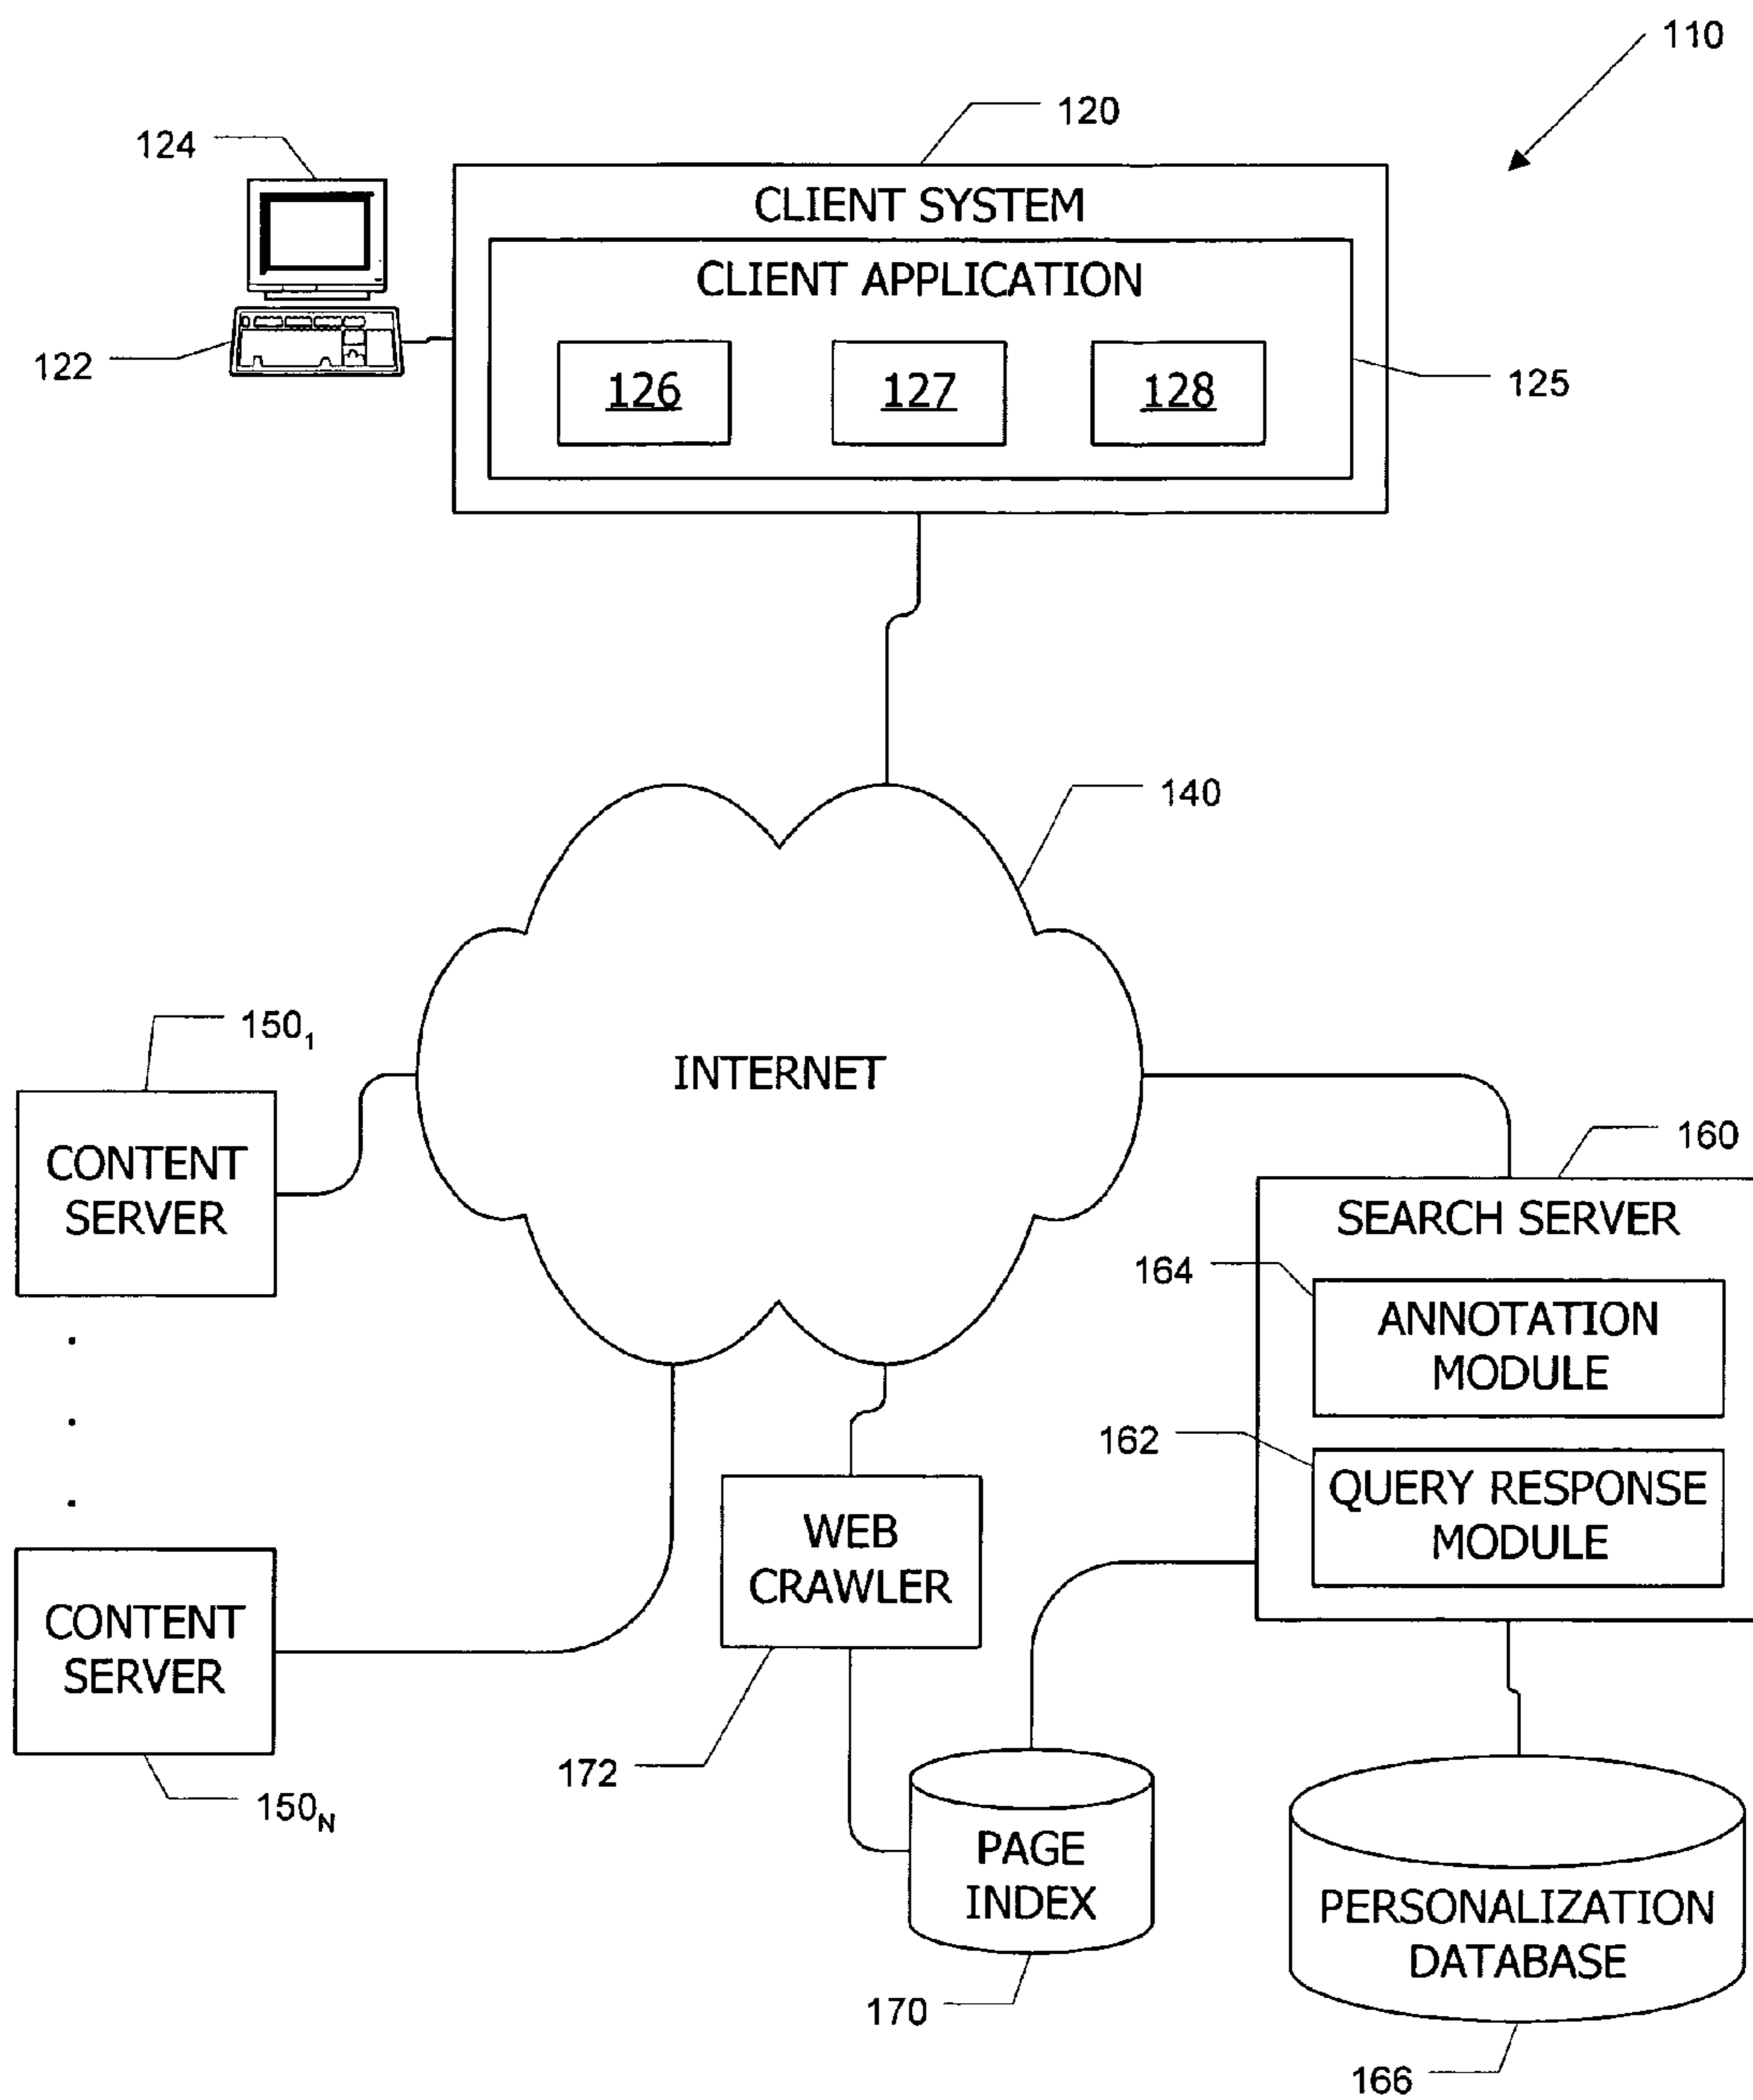 110
120
124
CLIENT SYSTEM
CLIENT APPLICATION
122
126 127 128
125
140
150₁
INTERNET
CONTENT
SERVER
160
SEARCH SERVER
164
ANNOTATION
MODULE
.
.
.
162
QUERY RESPONSE
MODULE
WEB
CRAWLER
CONTENT
SERVER
172
150ₙ
PAGE
INDEX
PERSONALIZATION
DATABASE
170
166